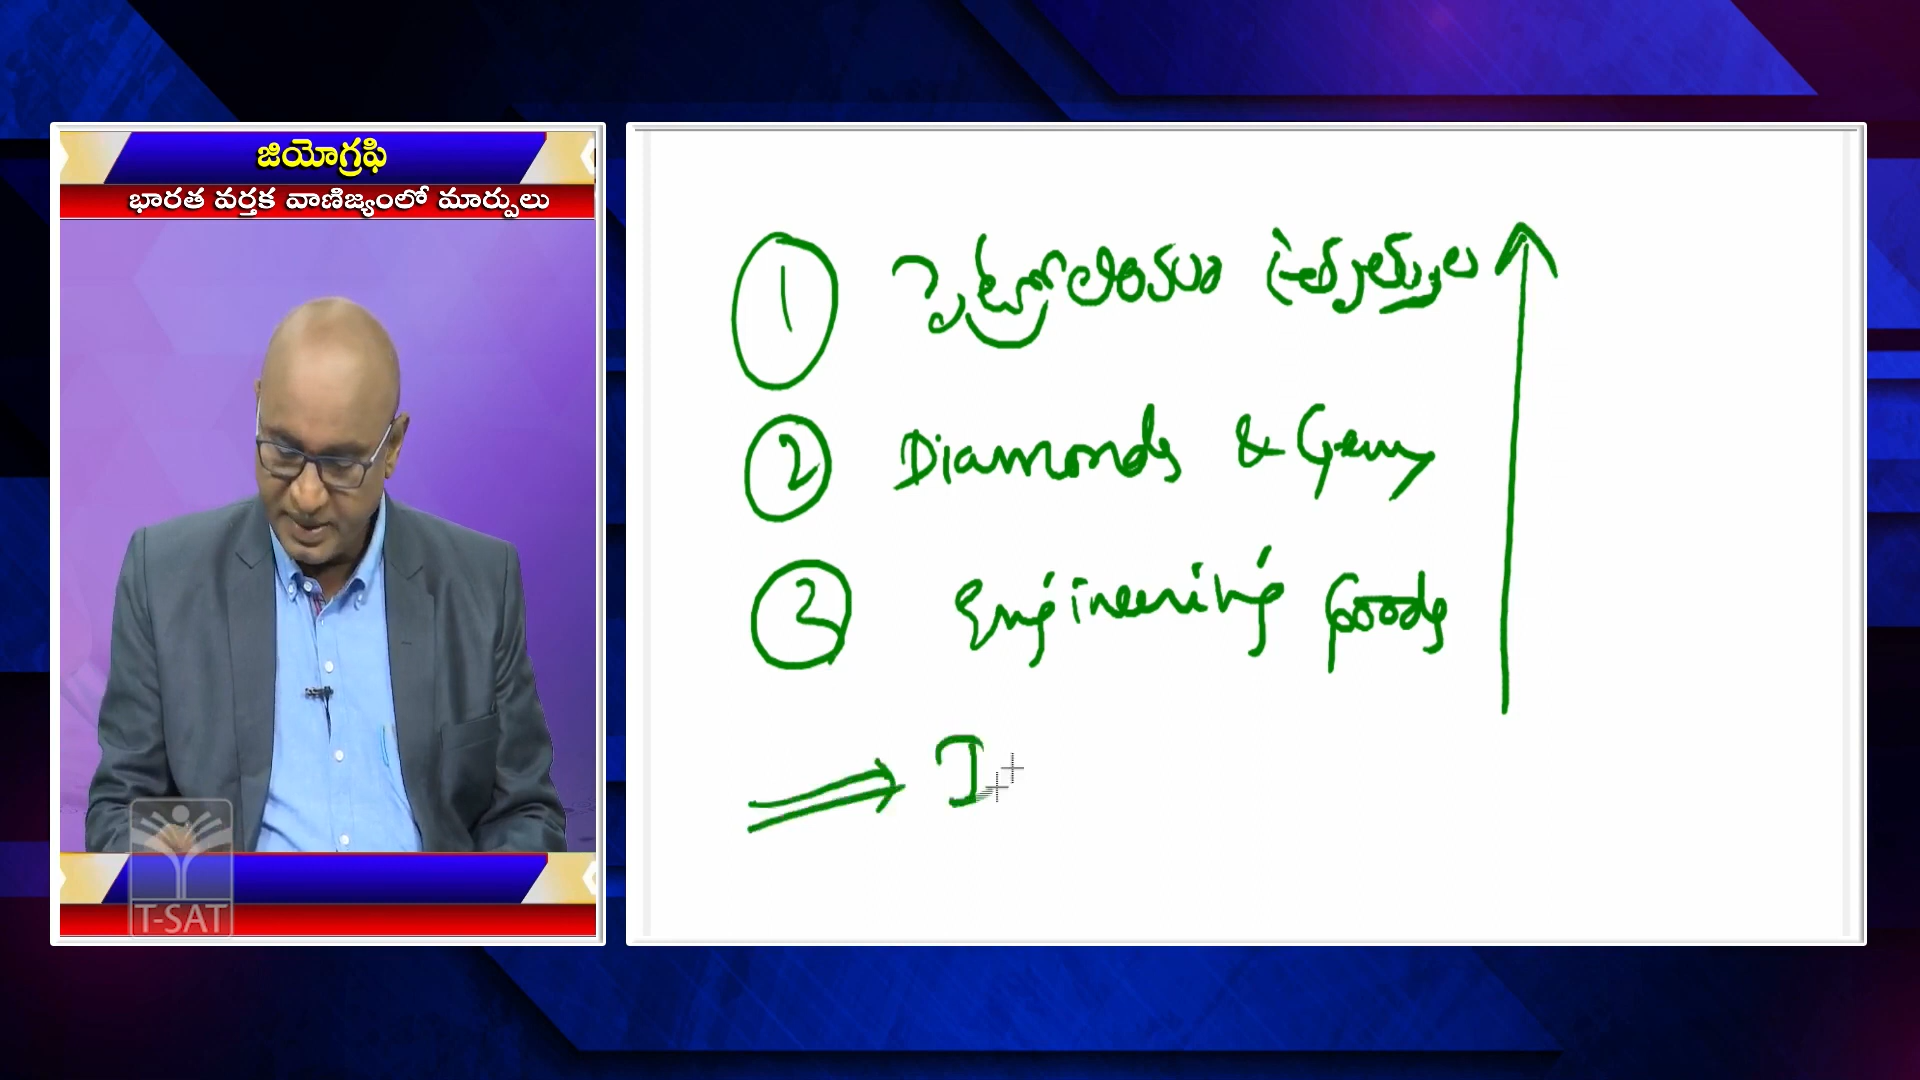 జియోగ్రఫి
భారత వర్తక వాణిజ్యంలో మార్పులు
1 పెట్రోలియం ఉత్పత్తుల
2 Diamonds & Gems
3 Engineering Goods
I
T-SAT